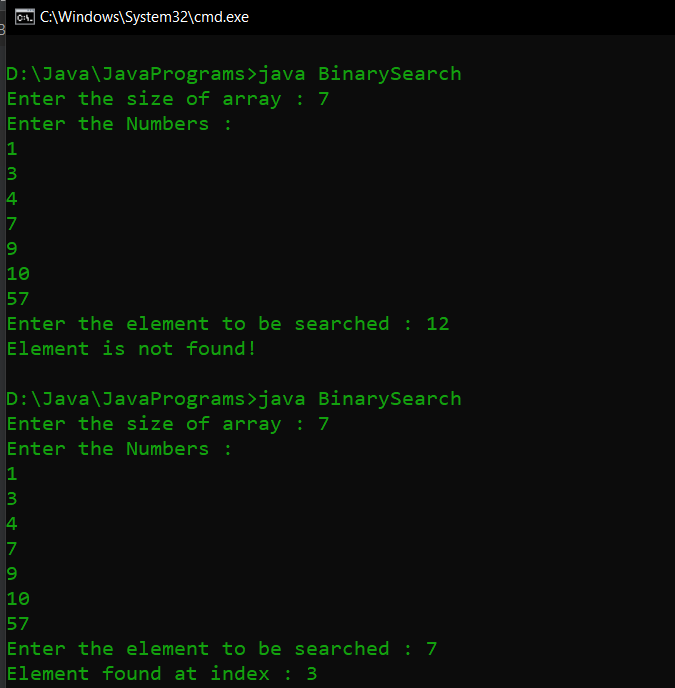 C:\Windows\System32\cmd.exe
D:\Java\JavaPrograms>java BinarySearch
Enter the size of array : 7
Enter the Numbers :
1
3
4
7
9
10
57
Enter the element to be searched : 12
Element is not found!
D:\Java\JavaPrograms>java BinarySearch
Enter the size of array : 7
Enter the Numbers :
1
3
4
7
9
10
57
Enter the element to be searched : 7
Element found at index : 3